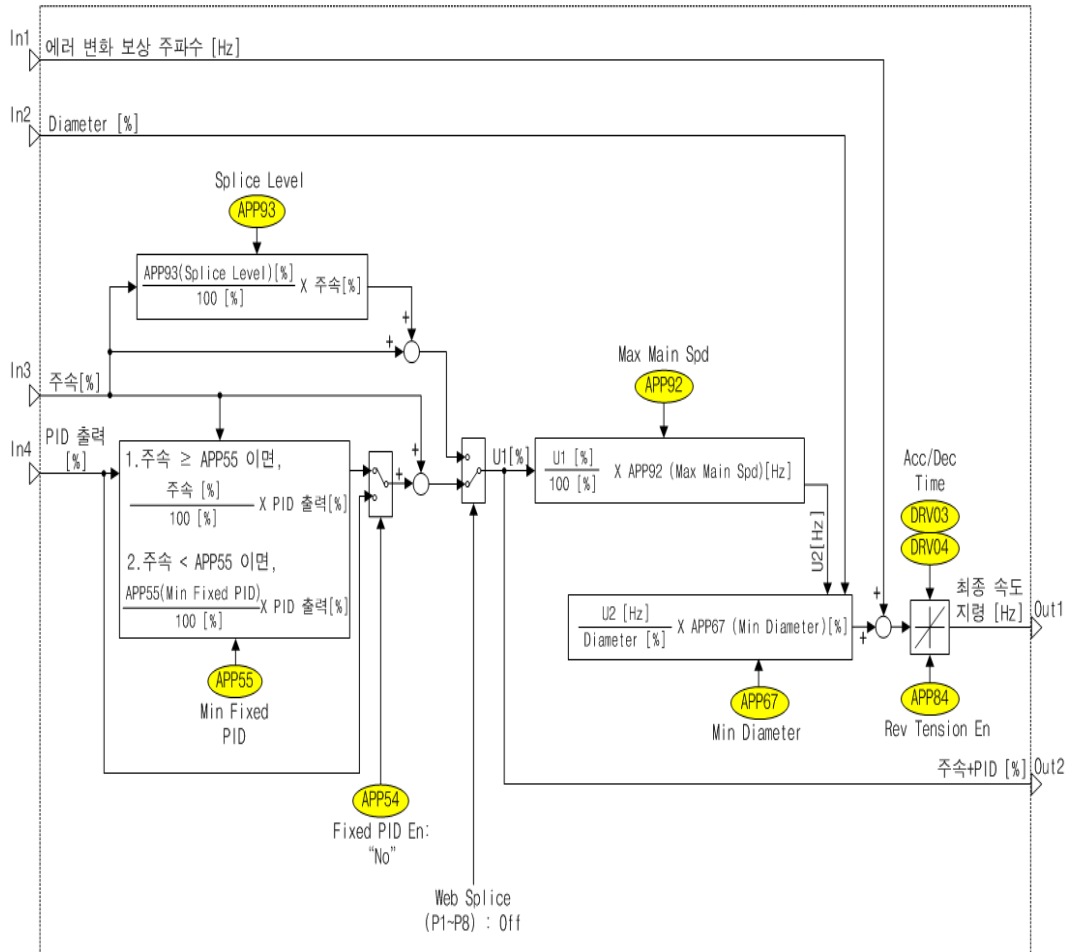 In1
에러 변화 보상 주파수 [Hz]
In2
Diameter [%]
Splice Level
APP93
APP93(Splice Level)[%]
100 [%]
X 주속[%]
+
+
In3
주속[%]
In4
PID 출력
[%]
1.주속 ≥ APP55 이면,
주속 [%]
100 [%]
X PID 출력[%]
2.주속 < APP55 이면,
APP55(Min Fixed PID)
100 [%]
X PID 출력[%]
APP55
Min Fixed
PID
+
+
APP54
Fixed PID En:
“No”
Web Splice
(P1~P8) : Off
U1[%]
Max Main Spd
APP92
U1 [%]
100 [%]
X APP92 (Max Main Spd)[Hz]
U2[Hz]
U2 [Hz]
Diameter [%]
X APP67 (Min Diameter)[%]
APP67
Min Diameter
+
+
Acc/Dec
Time
DRV03
DRV04
APP84
Rev Tension En
최종 속도
지령 [Hz]
Out1
주속+PID [%]
Out2